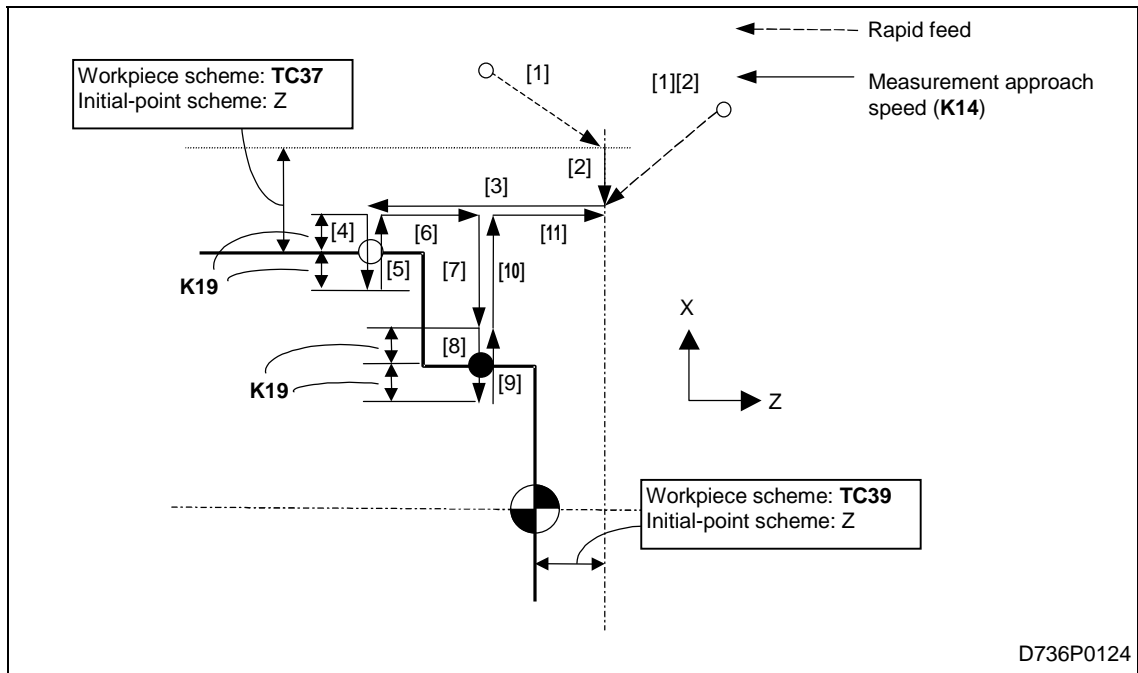 Rapid feed
Workpiece scheme: TC37
Initial-point scheme: Z
[1]
[1][2]
Measurement approach
speed (K14)
[2]
[3]
[4]
[6]
[11]
[5]
[7]
[10]
K19
X
[8]
K19
[9]
Z
Workpiece scheme: TC39
Initial-point scheme: Z
D736P0124